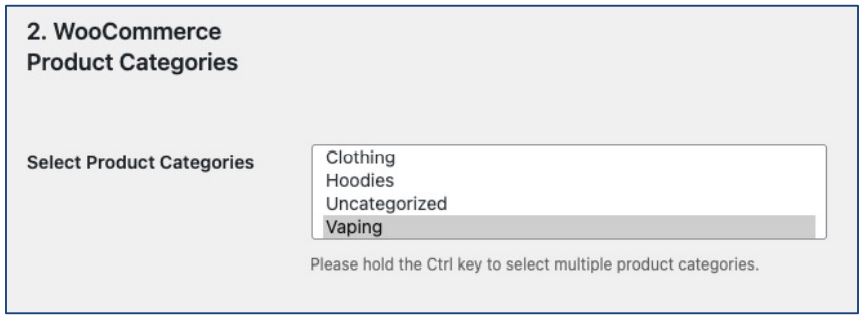 2. WooCommerce
Product Categories
Select Product Categories
Clothing
Hoodies
Uncategorized
Vaping
Please hold the Ctrl key to select multiple product categories.